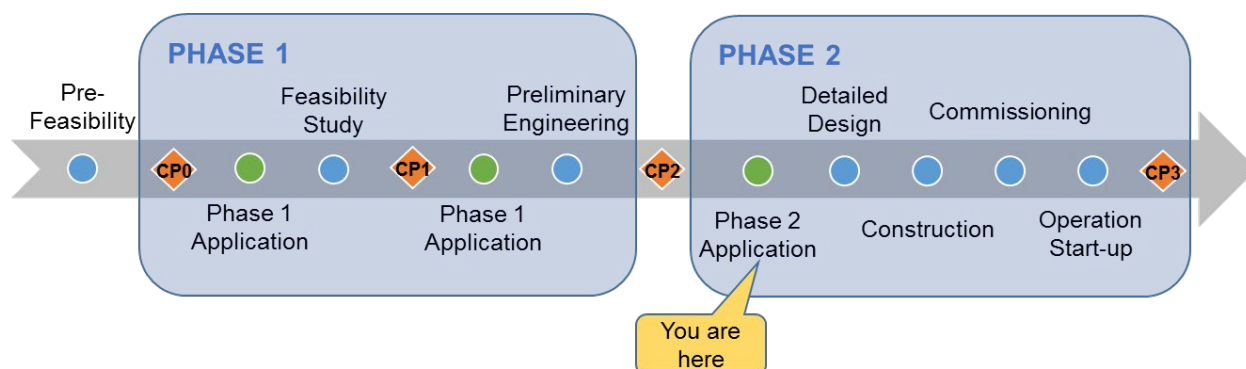 PHASE 1
PHASE 2
Pre-
Feasibility
Feasibility
Study
Preliminary
Engineering
Detailed
Design
Commissioning
CP0
CP1
CP2
CP3
Phase 1
Application
Phase 1
Application
Phase 2
Application
Construction
Operation
Start-up
You are
here